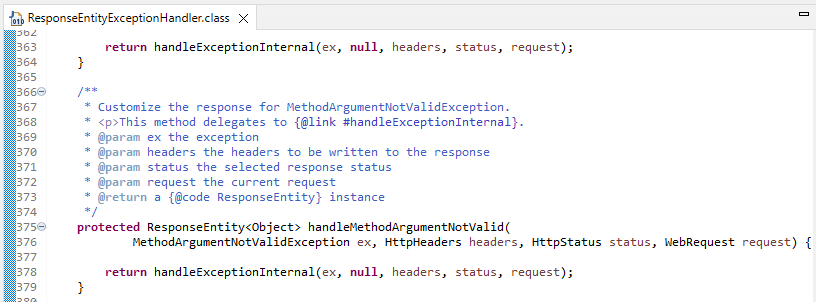 ResponseEntityExceptionHandler.class
362
363 return handleExceptionInternal(ex, null, headers, status, request);
364 }
365
366 /**
367 * Customize the response for MethodArgumentNotValidException.
368 * <p>This method delegates to {@link #handleExceptionInternal}.
369 * @param ex the exception
370 * @param headers the headers to be written to the response
371 * @param status the selected response status
372 * @param request the current request
373 * @return a {@code ResponseEntity} instance
374 */
375 protected ResponseEntity<Object> handleMethodArgumentNotValid(
376 MethodArgumentNotValidException ex, HttpHeaders headers, HttpStatus status, WebRequest request) {
377
378 return handleExceptionInternal(ex, null, headers, status, request);
379 }
380